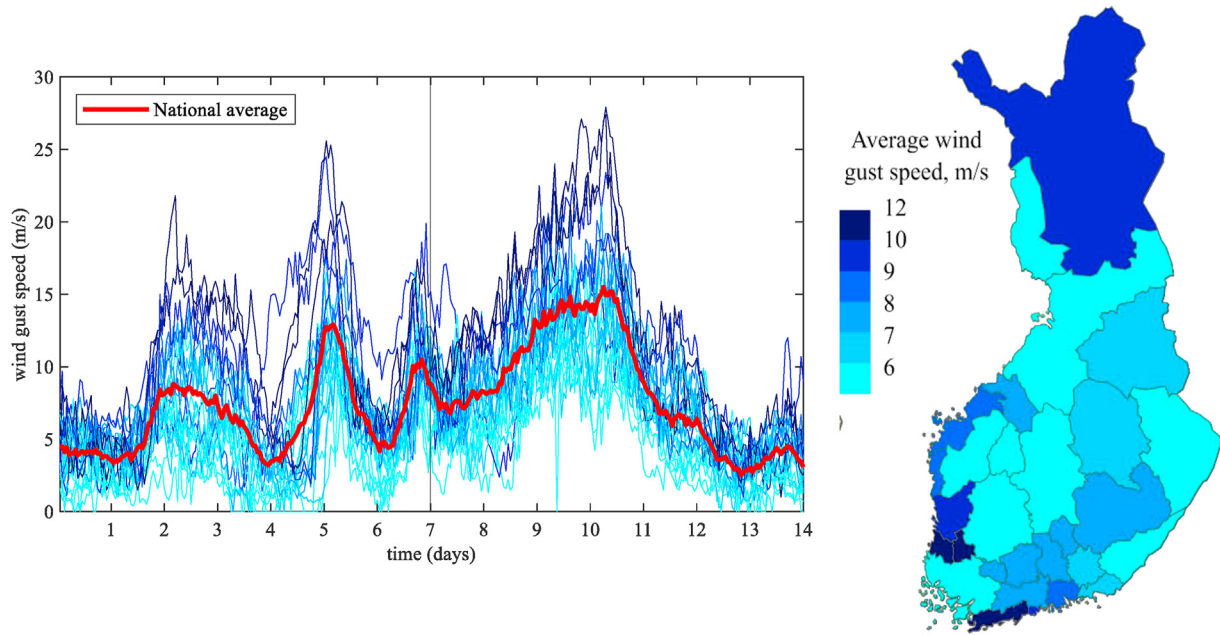 30
25
20
15
10
5
0
wind gust speed (m/s)
National average
1 2 3 4 5 6 7 8 9 10 11 12 13 14
time (days)
Average wind
gust speed, m/s
12
10
9
8
7
6